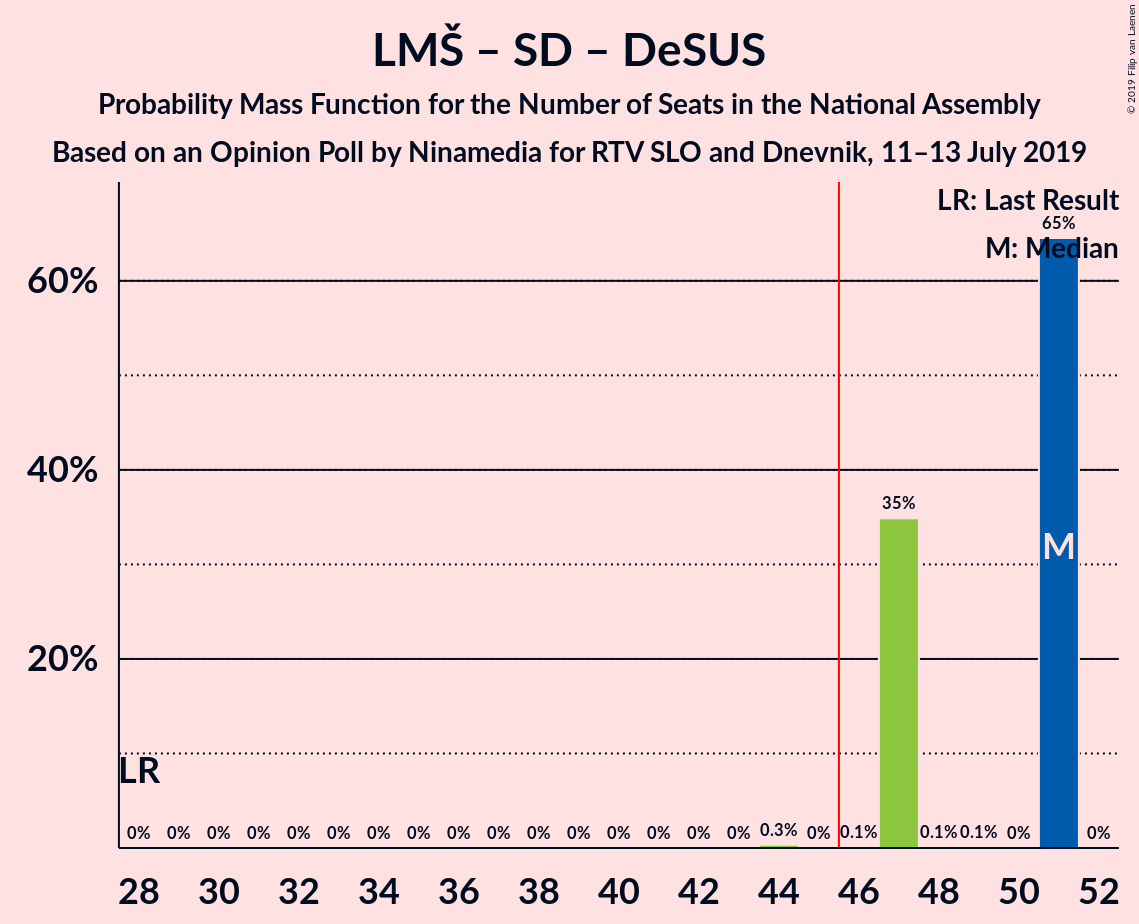 LMŠ – SD – DeSUS
Probability Mass Function for the Number of Seats in the National Assembly
Based on an Opinion Poll by Ninamedia for RTV SLO and Dnevnik, 11–13 July 2019
© 2019 Filip van Laenen
LR: Last Result
65%
M: Median
60%
40%
35%
M
20%
LR
0% 0% 0% 0% 0% 0% 0% 0% 0% 0% 0% 0% 0% 0% 0% 0% 0.3% 0% 0.1% 0.1% 0.1% 0% 0%
28 30 32 34 36 38 40 42 44 46 48 50 52